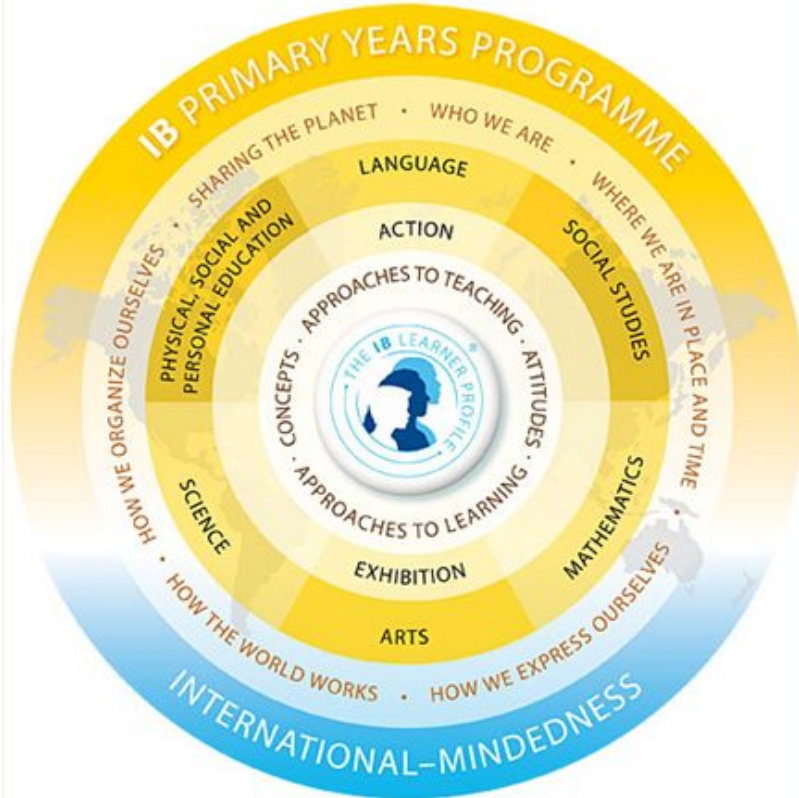 IB PRIMARY YEARS PROGRAMME
SHARING THE PLANET · WHO WE ARE · WHERE WE ARE IN PLACE AND TIME · HOW WE EXPRESS OURSELVES · HOW THE WORLD WORKS · HOW WE ORGANIZE OURSELVES ·
LANGUAGE
SOCIAL STUDIES
MATHEMATICS
ARTS
SCIENCE
PHYSICAL, SOCIAL AND
PERSONAL EDUCATION
ACTION
EXHIBITION
APPROACHES TO TEACHING · ATTITUDES · APPROACHES TO LEARNING · CONCEPTS ·
· THE IB LEARNER PROFILE ·
®
INTERNATIONAL–MINDEDNESS